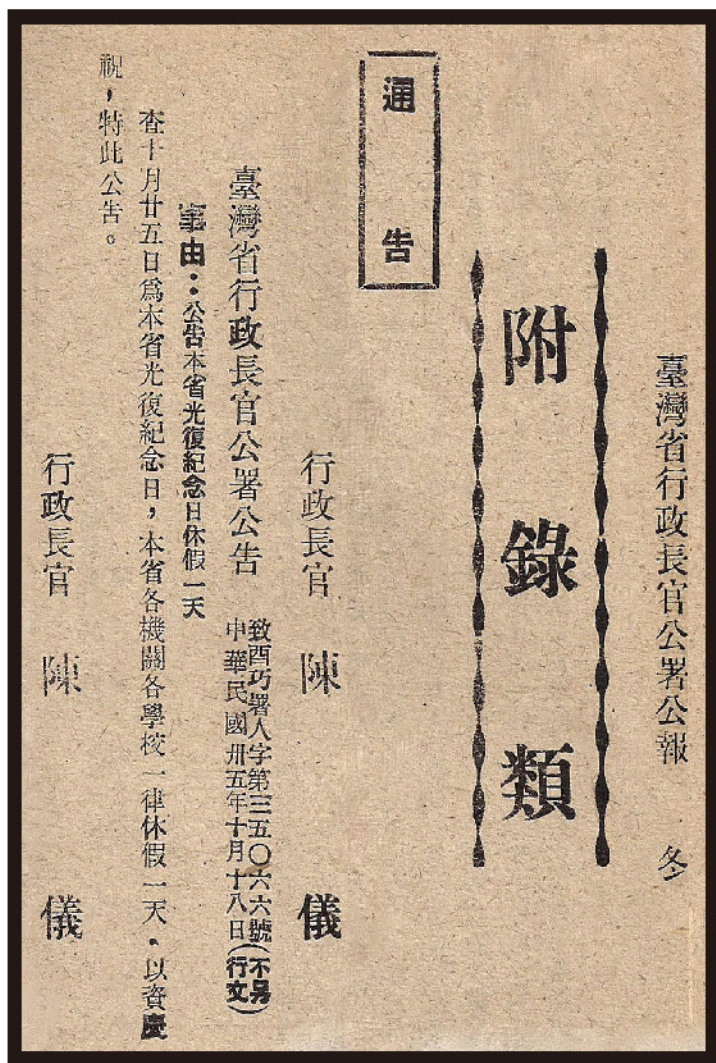 臺灣省行政長官公署公報 冬
附錄類
通告
行政長官 陳儀
臺灣省行政長官公署公告
致酉巧署人字第三五〇六六號(不另行文)
中華民國卅五年十月十八日
事由：公告本省光復紀念日休假一天
查十月廿五日爲本省光復紀念日，本省各機關各學校一律休假一天，以資慶
祝，特此公告。
行政長官 陳儀